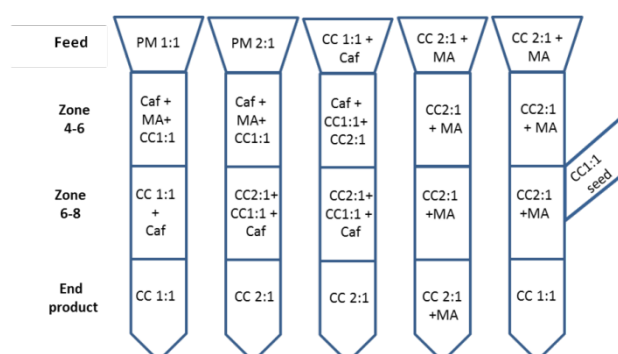 Feed
PM 1:1
PM 2:1
CC 1:1 +
Caf
CC 2:1 +
MA
CC 2:1 +
MA
Zone
4-6
Caf +
MA+
CC1:1
Caf +
MA+
CC1:1
Caf +
CC1:1+
CC2:1
CC2:1
+ MA
CC2:1
+ MA
CC1:1
seed
Zone
6-8
CC 1:1
+
Caf
CC2:1+
CC1:1 +
Caf
CC2:1+
CC1:1 +
Caf
CC2:1
+MA
CC2:1
+MA
End
product
CC 1:1
CC 2:1
CC 2:1
CC 2:1
+MA
CC 1:1